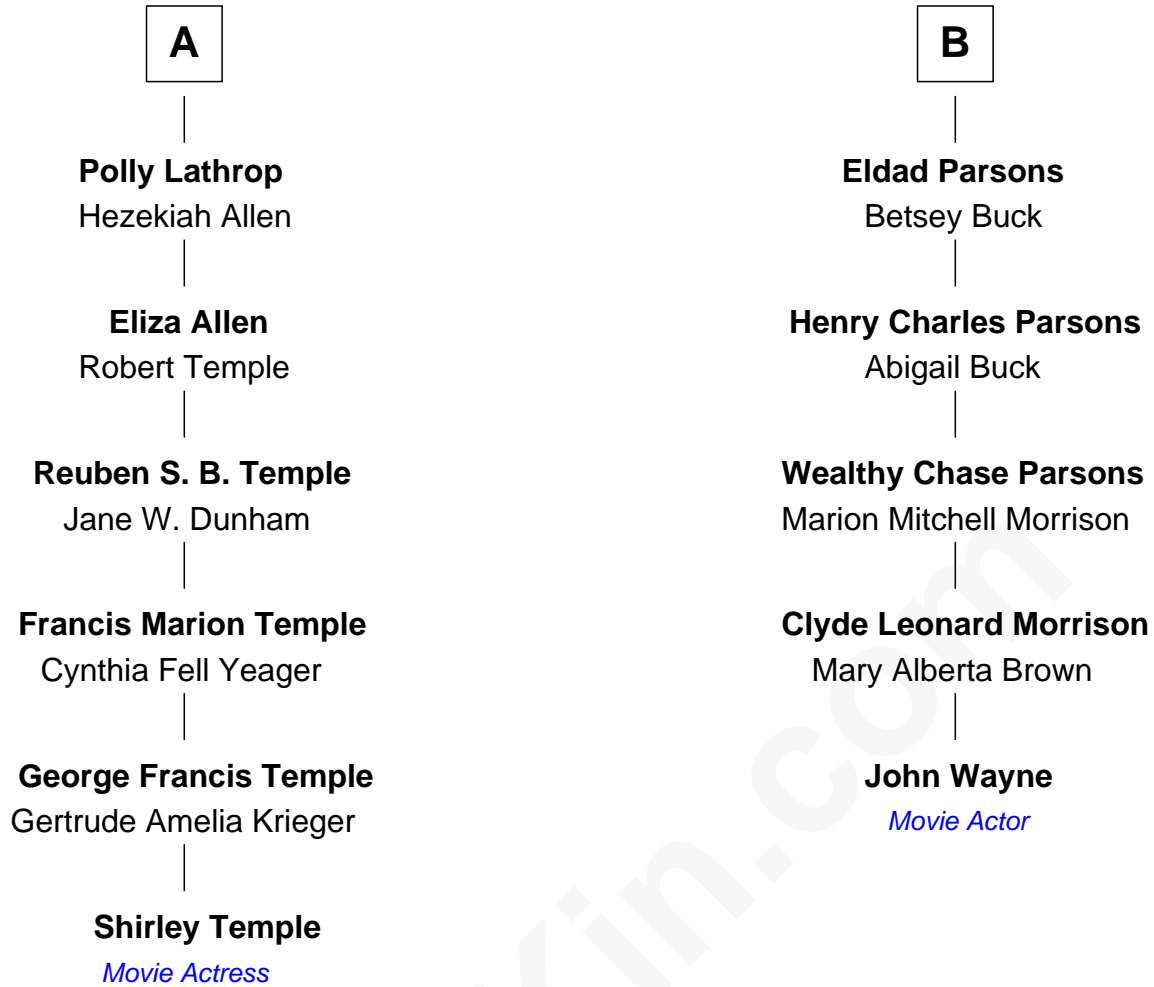 A
Polly Lathrop
Hezekiah Allen
Eliza Allen
Robert Temple
Reuben S. B. Temple
Jane W. Dunham
Francis Marion Temple
Cynthia Fell Yeager
George Francis Temple
Gertrude Amelia Krieger
Shirley Temple
Movie Actress
B
Eldad Parsons
Betsey Buck
Henry Charles Parsons
Abigail Buck
Wealthy Chase Parsons
Marion Mitchell Morrison
Clyde Leonard Morrison
Mary Alberta Brown
John Wayne
Movie Actor
Kin.com